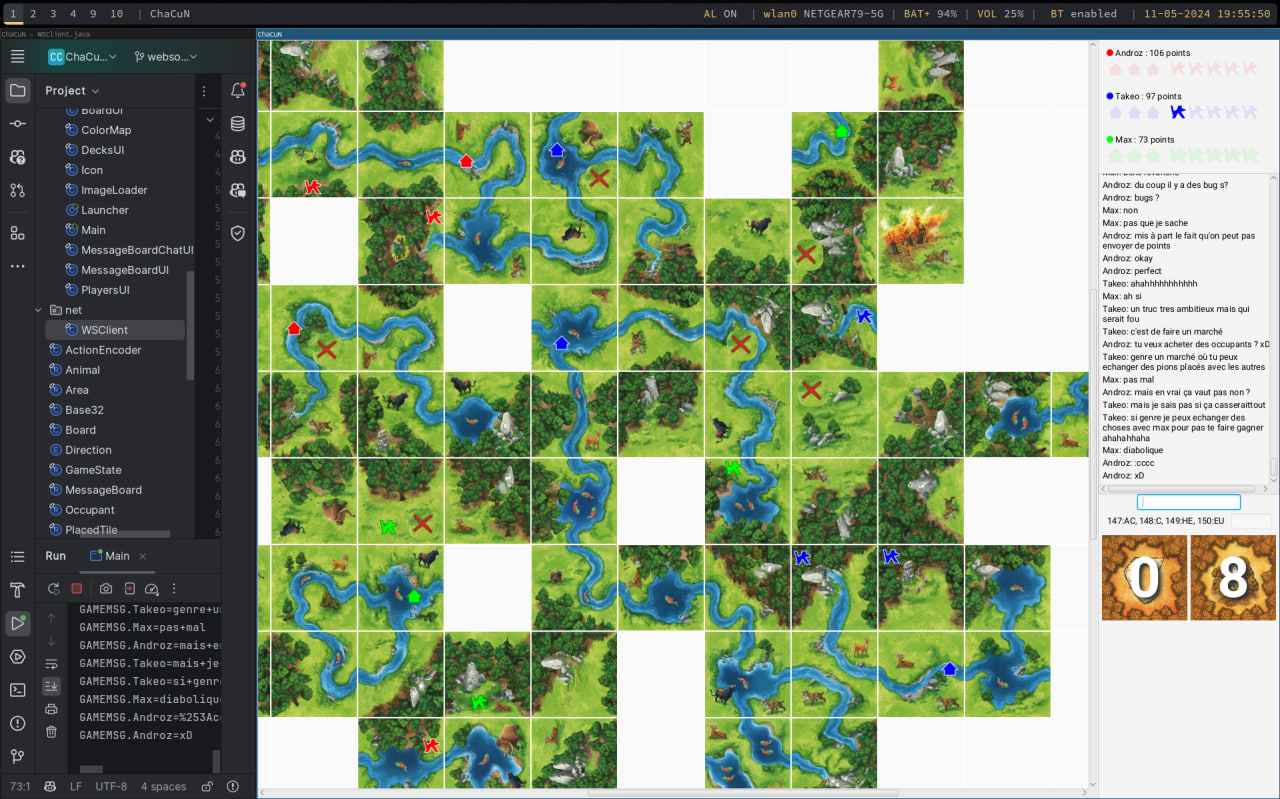 1 2 3 4 9 10 | ChaCuN
AL ON | wlan0 NETGEAR79-5G | BAT+ 94% | VOL 25% | BT enabled | 11-05-2024 19:55:50
ChaCuN - WSClient.java
ChaCuN
CC ChaCu... webso...
Project
BoardUI
ColorMap
DecksUI
Icon
ImageLoader
Launcher
Main
MessageBoardChatUI
MessageBoardUI
PlayersUI
net
WSClient
ActionEncoder
Animal
Area
Base32
Board
Direction
GameState
MessageBoard
Occupant
PlacedTile
Run Main
GAMEMSG.Takeo=genre+u
GAMEMSG.Max=pas+mal
GAMEMSG.Androz=mais+e
GAMEMSG.Takeo=mais+je
GAMEMSG.Takeo=si+genr
GAMEMSG.Max=diaboliqu
GAMEMSG.Androz=%253Ac
GAMEMSG.Androz=xD
73:1 LF UTF-8 4 spaces
Androz : 106 points
Takeo : 97 points
Max : 73 points
Androz: du coup il y a des bug s?
Androz: bugs ?
Max: non
Max: pas que je sache
Androz: mis à part le fait qu'on peut pas
envoyer de points
Androz: okay
Androz: perfect
Takeo: ahahhhhhhhhhh
Max: ah si
Takeo: un truc tres ambitieux mais qui
serait fou
Takeo: c'est de faire un marché
Androz: tu veux acheter des occupants ? xD
Takeo: genre un marché où tu peux
echanger des pions placés avec les autres
Max: pas mal
Androz: mais en vrai ça vaut pas non ?
Takeo: mais je sais pas si ça casseraittout
Takeo: si genre je peux echanger des
choses avec max pour pas te faire gagner
ahahahhaha
Max: diabolique
Androz: :cccc
Androz: xD
147:AC, 148:C, 149:HE, 150:EU
0 8